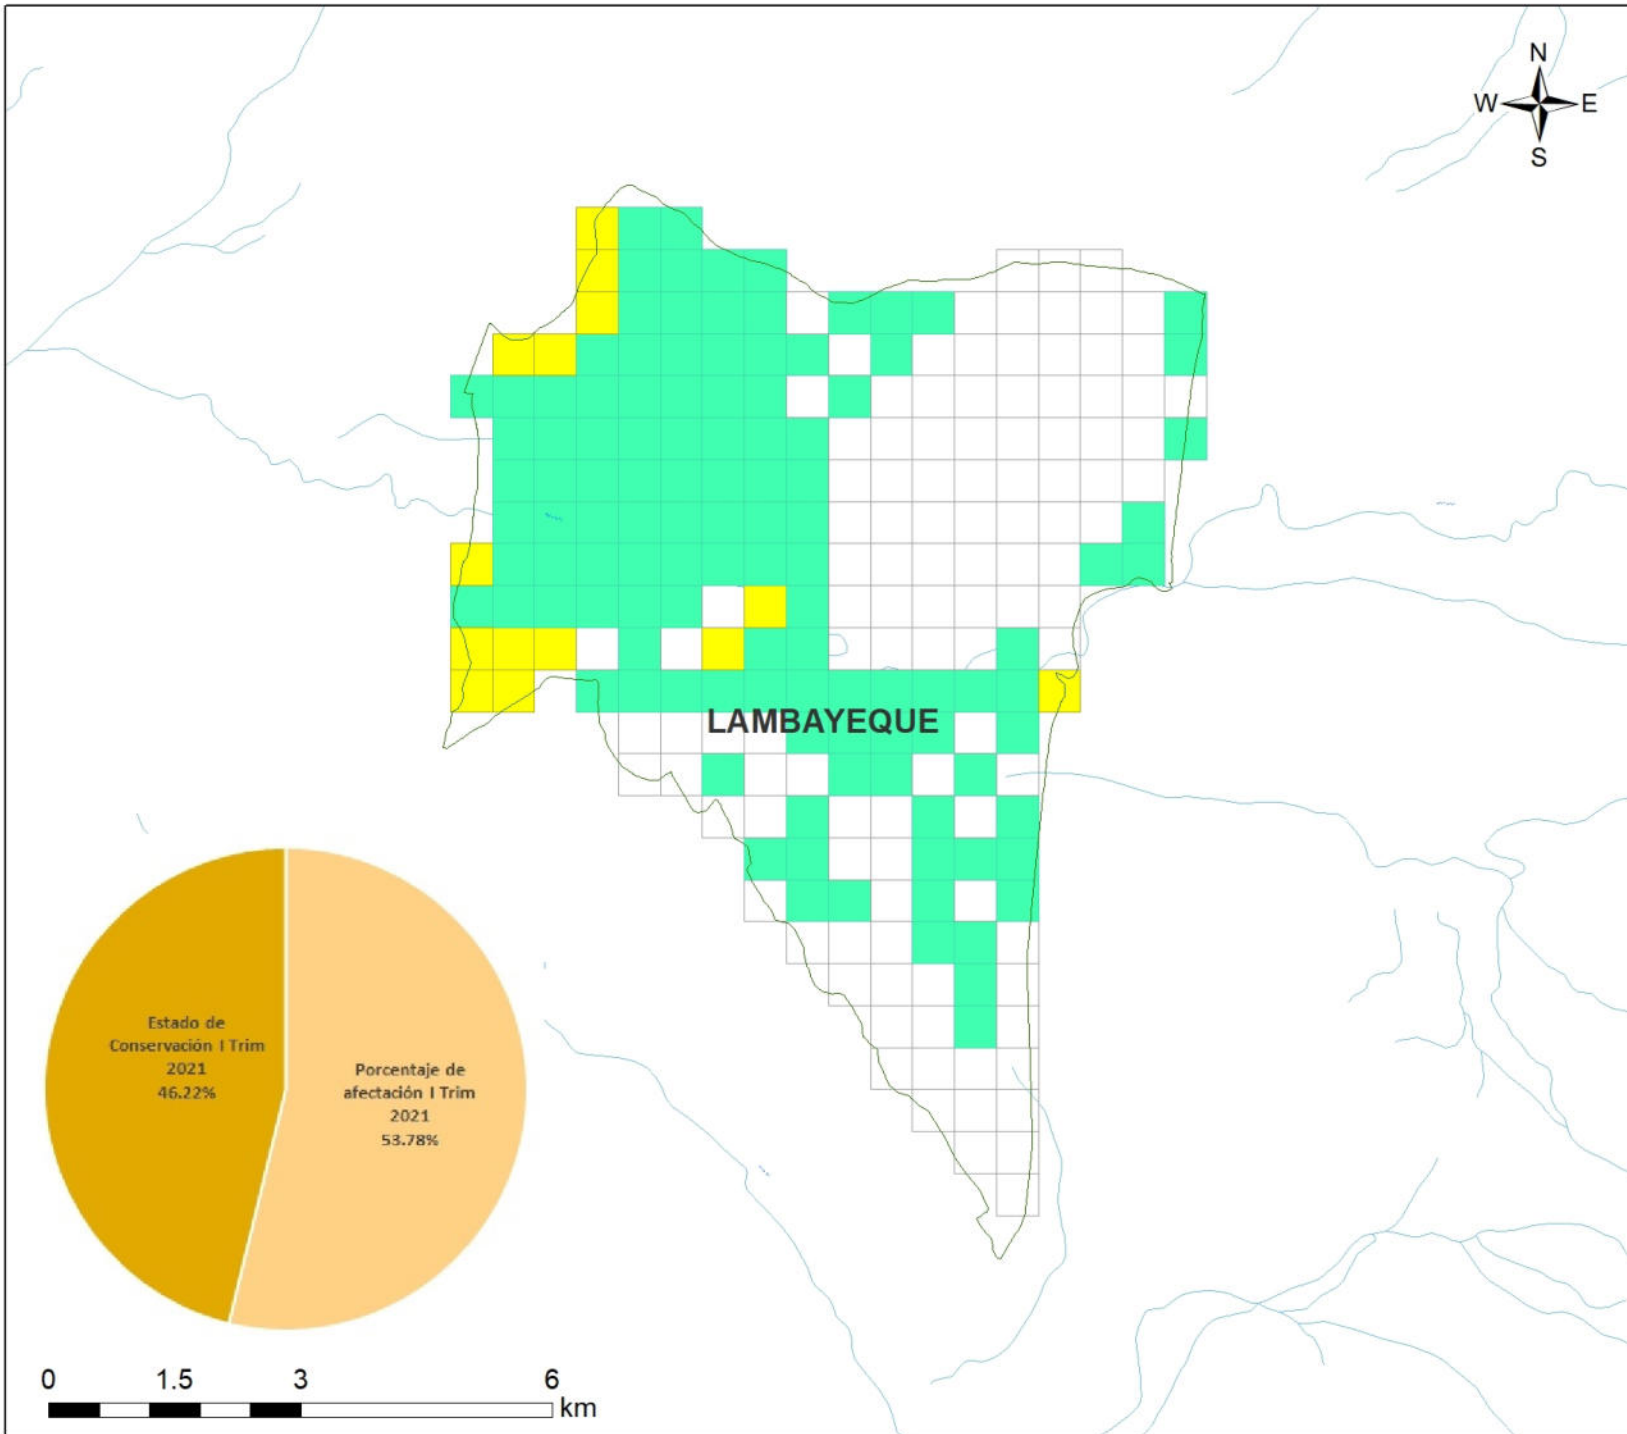 N
W E
S
LAMBAYEQUE
Estado de
Conservación I Trim
2021
46.22%
Porcentaje de
afectación I Trim
2021
53.78%
0 1.5 3 6
km